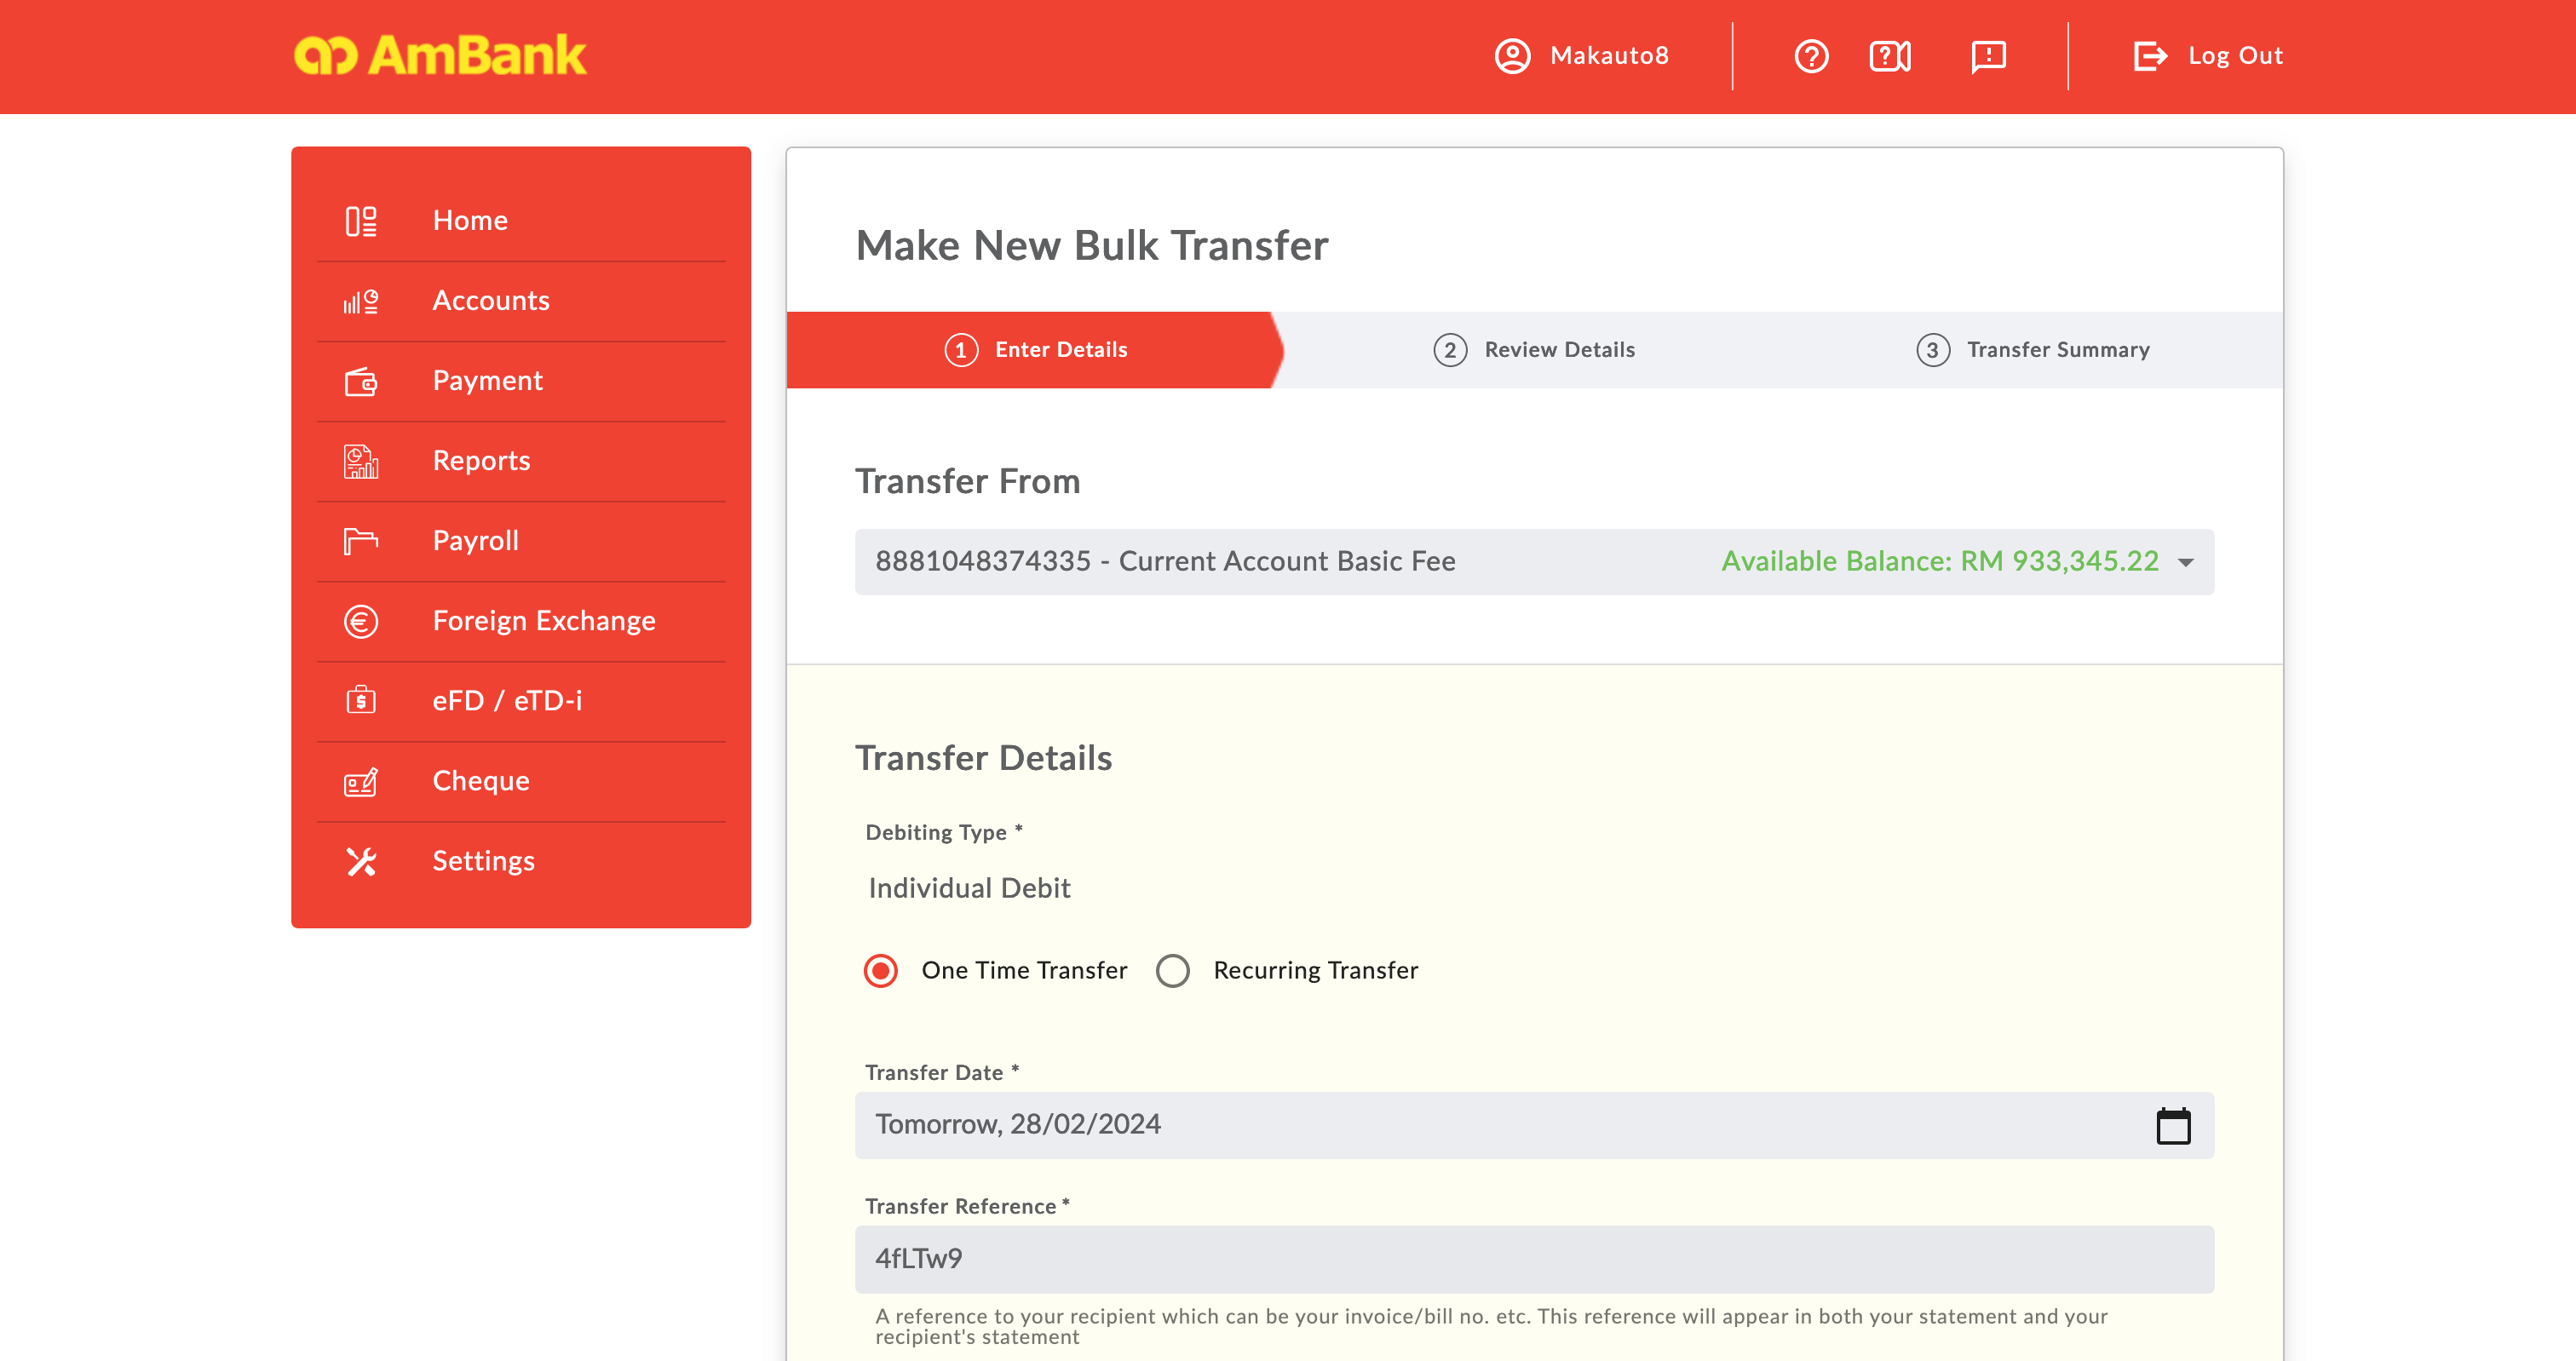 AmBank
Makauto8
Log Out
Home
Accounts
Payment
Reports
Payroll
Foreign Exchange
eFD / eTD-i
Cheque
Settings
Make New Bulk Transfer
1 Enter Details
2 Review Details
3 Transfer Summary
Transfer From
8881048374335 - Current Account Basic Fee Available Balance: RM 933,345.22
Transfer Details
Debiting Type *
Individual Debit
One Time Transfer Recurring Transfer
Transfer Date *
Tomorrow, 28/02/2024
Transfer Reference *
4fLTw9
A reference to your recipient which can be your invoice/bill no. etc. This reference will appear in both your statement and your
recipient's statement